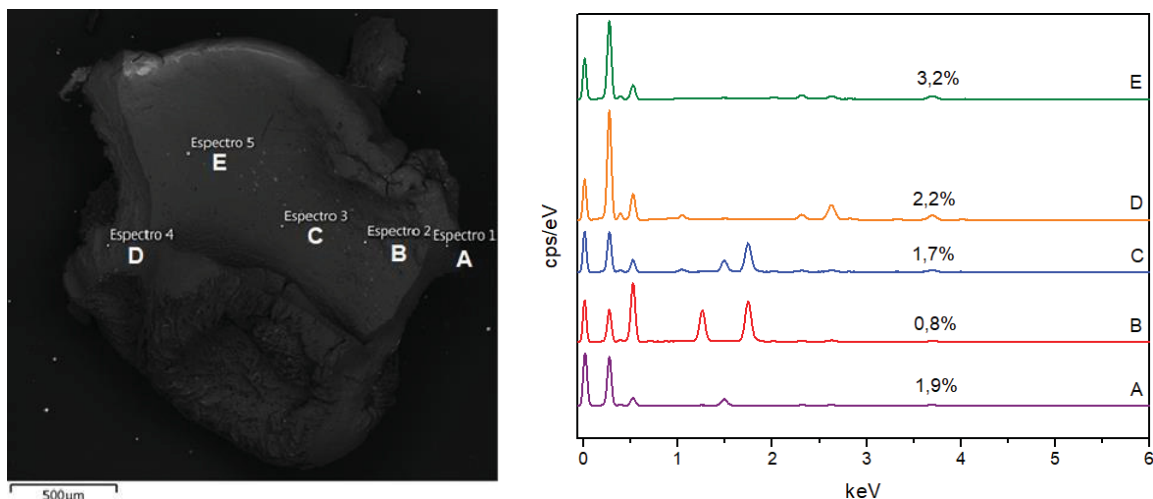 Espectro 5
E
Espectro 3
C
Espectro 2
B
Espectro 1
A
Espectro 4
D
500µm
cps/eV
3,2%
E
2,2%
D
1,7%
C
0,8%
B
1,9%
A
0 1 2 3 4 5 6
keV